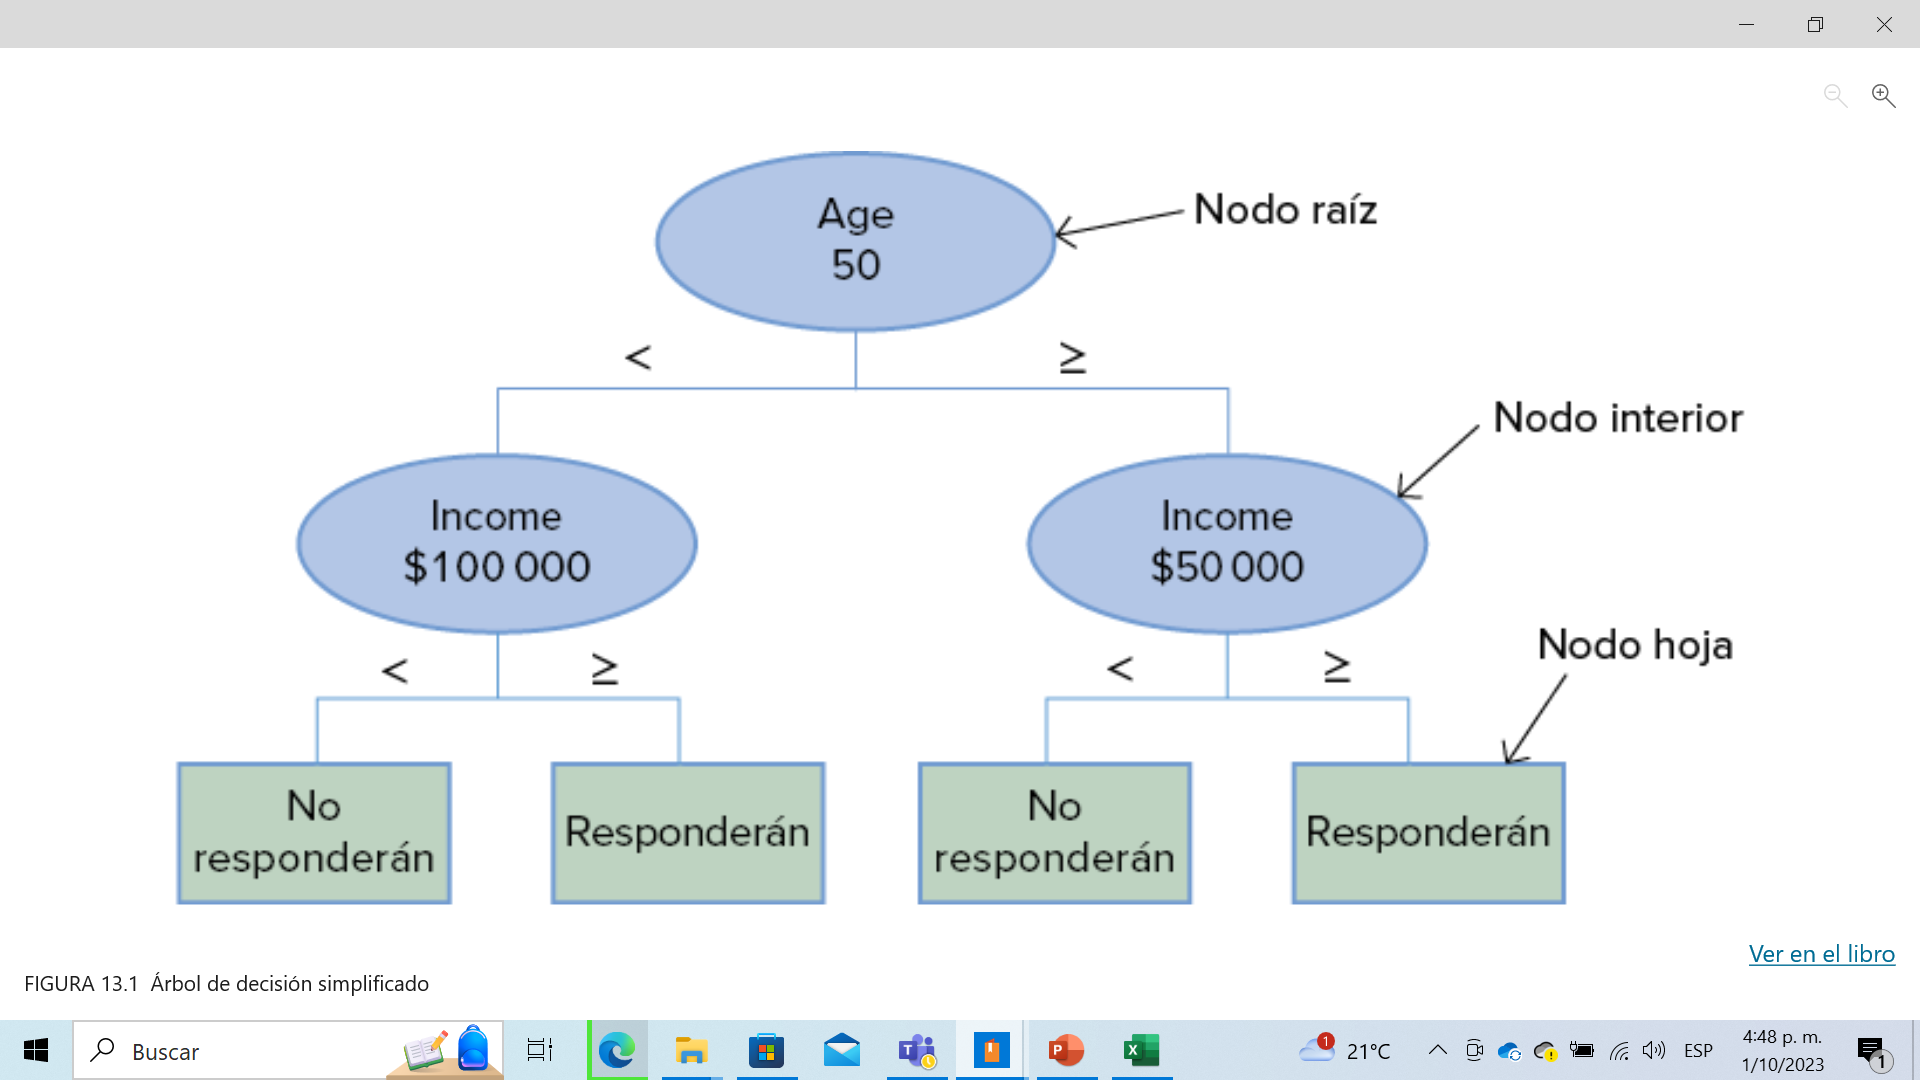 Age
50
Nodo raíz
< ≥
Nodo interior
Income
$100 000
Income
$50 000
Nodo hoja
< ≥ < ≥
No
responderán
Responderán
No
responderán
Responderán
Ver en el libro
FIGURA 13.1 Árbol de decisión simplificado
Buscar
1
21°C
ESP
4:48 p. m.
1/10/2023
1